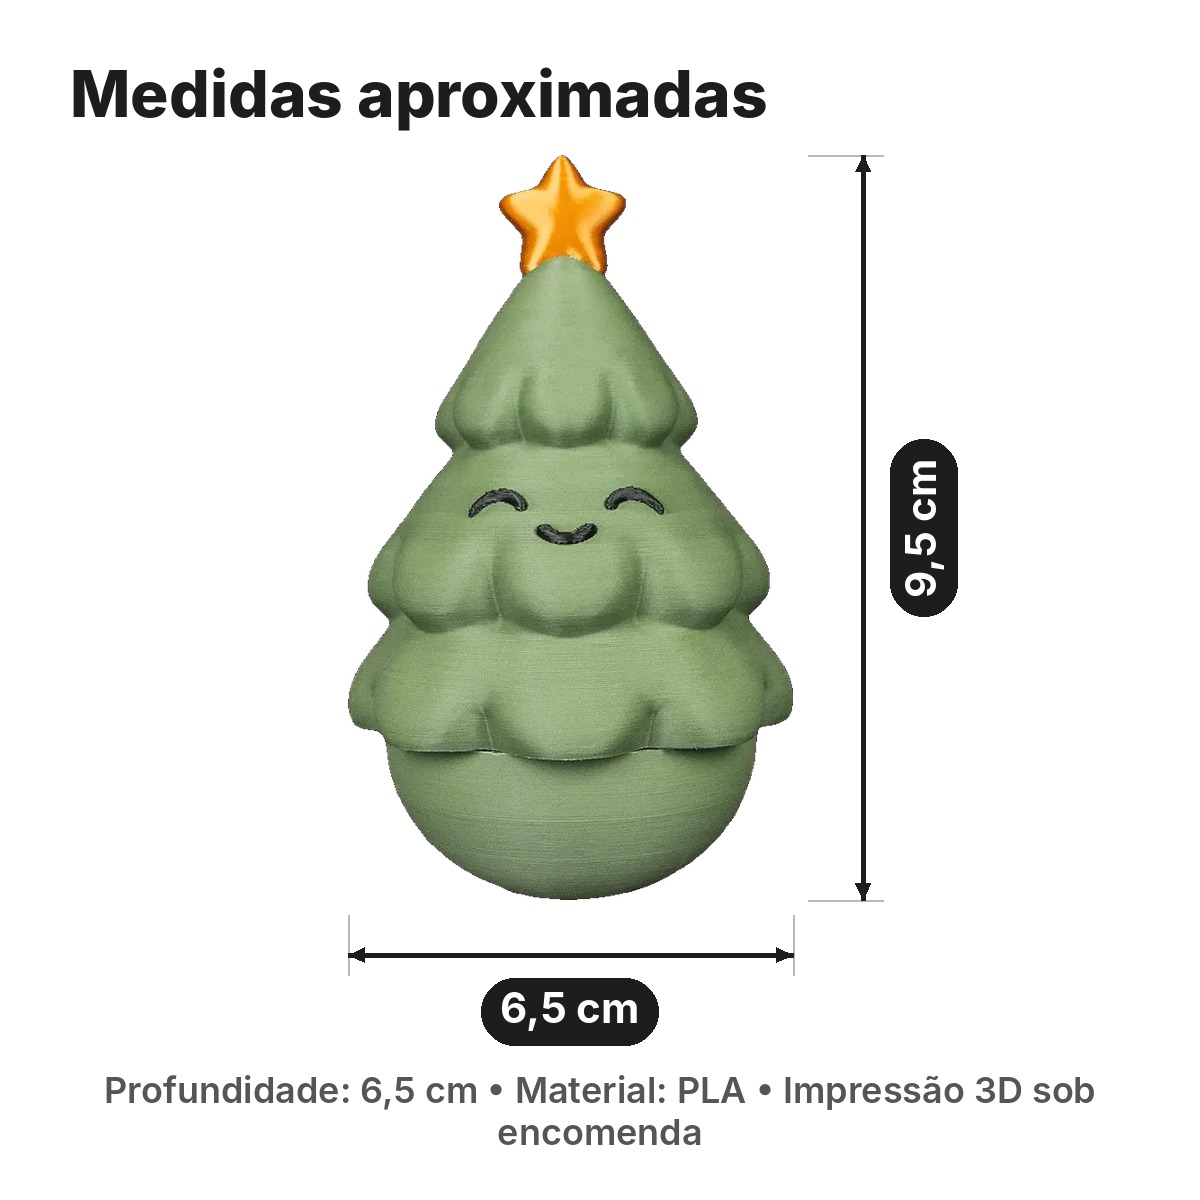 Medidas aproximadas
9,5 cm
6,5 cm
Profundidade: 6,5 cm • Material: PLA • Impressão 3D sob
encomenda